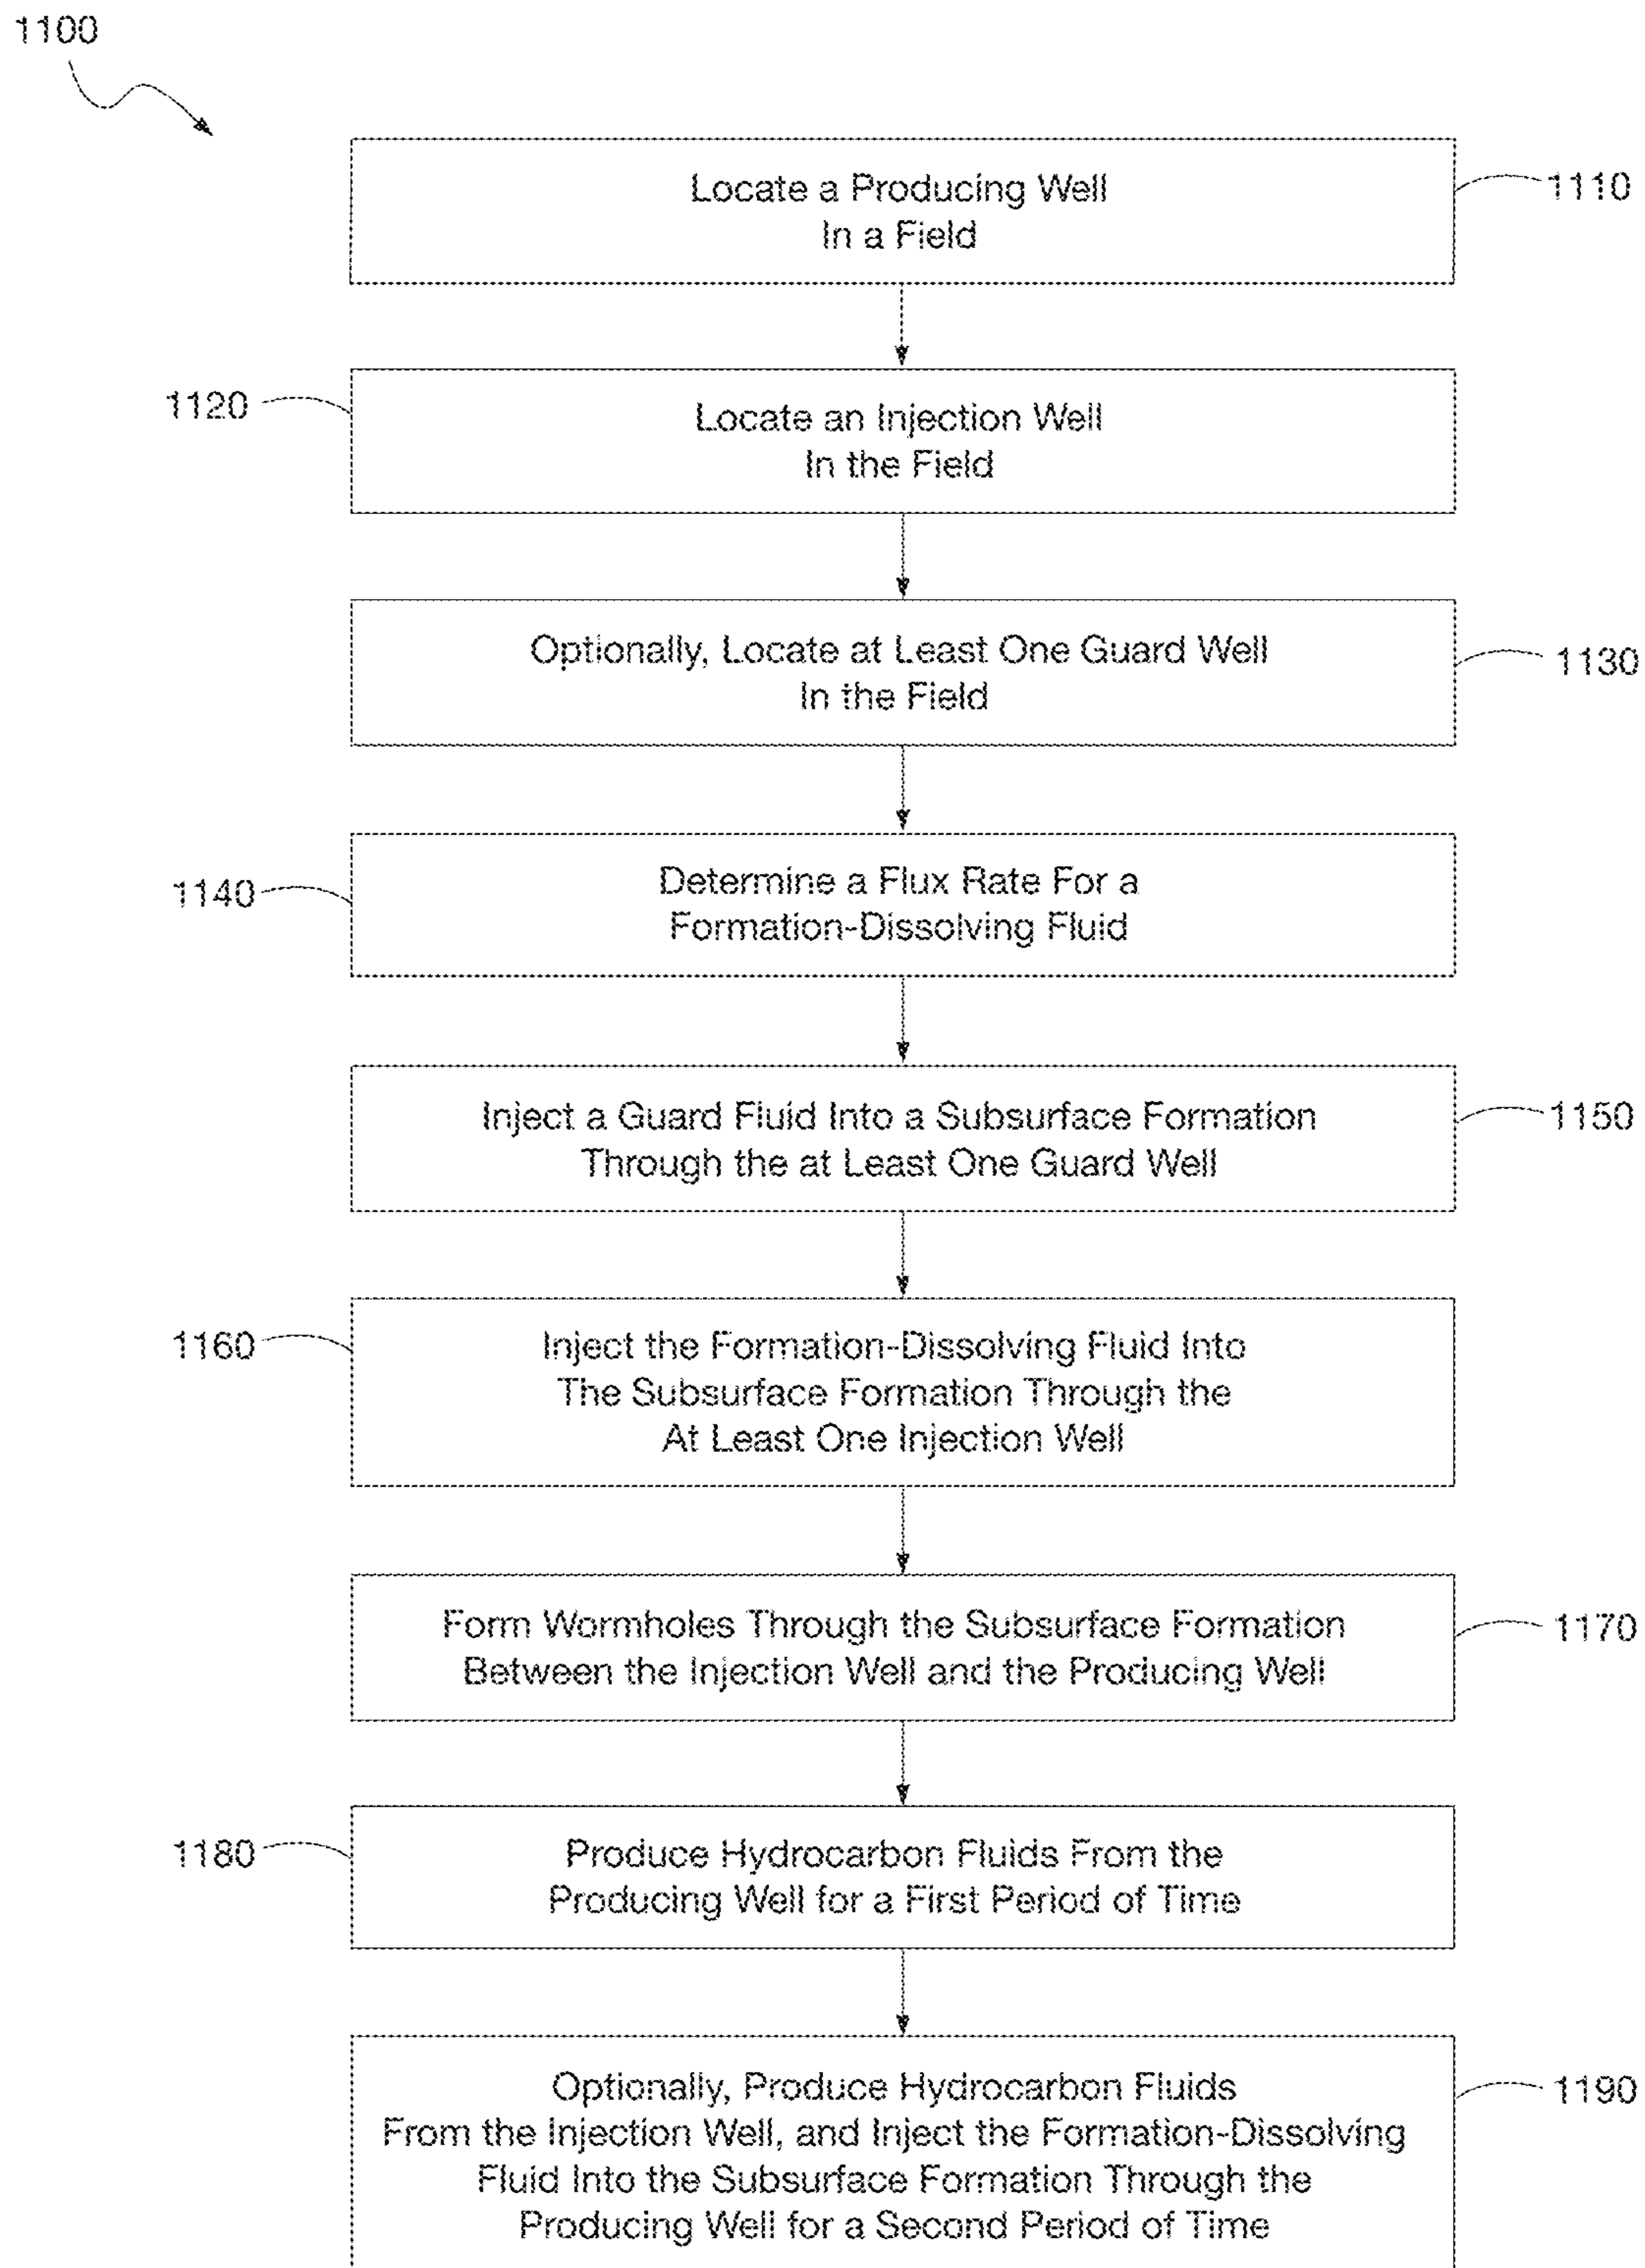 1100
Locate a Producing Well
In a Field
1110
1120
Locate an Injection Well
In the Field
Optionally, Locate at Least One Guard Well
In the Field
1130
1140
Determine a Flux Rate For a
Formation-Dissolving Fluid
Inject a Guard Fluid Into a Subsurface Formation
Through the at Least One Guard Well
1150
1160
Inject the Formation-Dissolving Fluid Into
The Subsurface Formation Through the
At Least One Injection Well
Form Wormholes Through the Subsurface Formation
Between the Injection Well and the Producing Well
1170
1180
Produce Hydrocarbon Fluids From the
Producing Well for a First Period of Time
Optionally, Produce Hydrocarbon Fluids
From the Injection Well, and Inject the Formation-Dissolving
Fluid Into the Subsurface Formation Through the
Producing Well for a Second Period of Time
1190